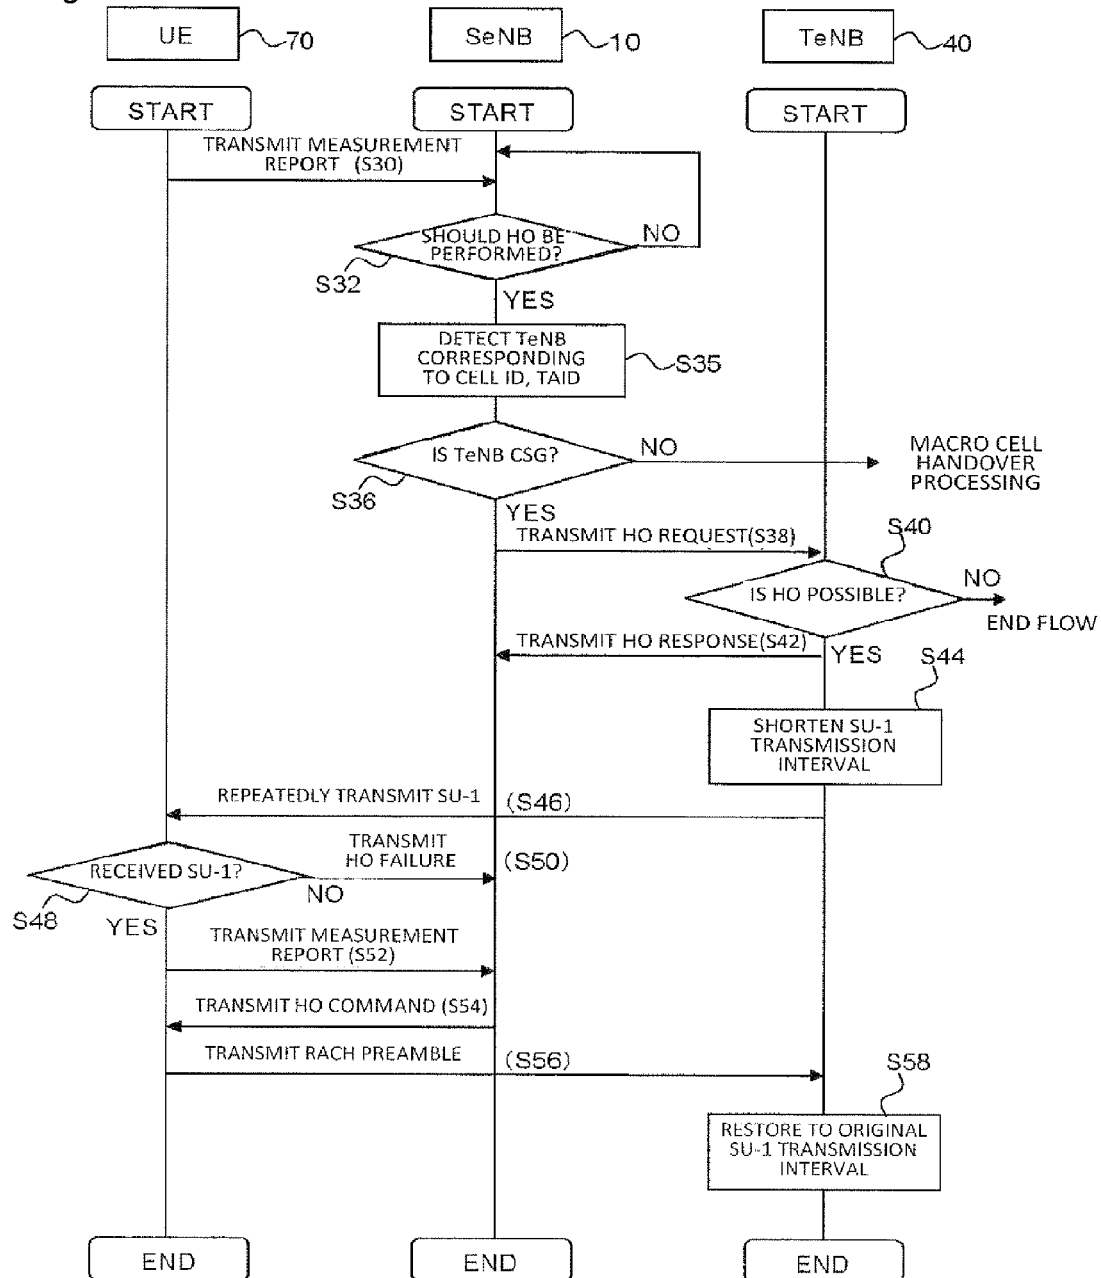 UE
70
SeNB
10
TeNB
40
START
START
START
TRANSMIT MEASUREMENT
REPORT (S30)
SHOULD HO BE
PERFORMED?
NO
S32
YES
DETECT TeNB
CORRESPONDING
TO CELL ID, TAID
S35
IS TeNB CSG?
NO
MACRO CELL
HANDOVER
PROCESSING
S36
YES
TRANSMIT HO REQUEST(S38)
S40
IS HO POSSIBLE?
NO
END FLOW
TRANSMIT HO RESPONSE(S42)
YES
S44
SHORTEN SU-1
TRANSMISSION
INTERVAL
REPEATEDLY TRANSMIT SU-1
(S46)
TRANSMIT
HO FAILURE
(S50)
RECEIVED SU-1?
NO
S48
YES
TRANSMIT MEASUREMENT
REPORT (S52)
TRANSMIT HO COMMAND (S54)
TRANSMIT RACH PREAMBLE
(S56)
S58
RESTORE TO ORIGINAL
SU-1 TRANSMISSION
INTERVAL
END
END
END